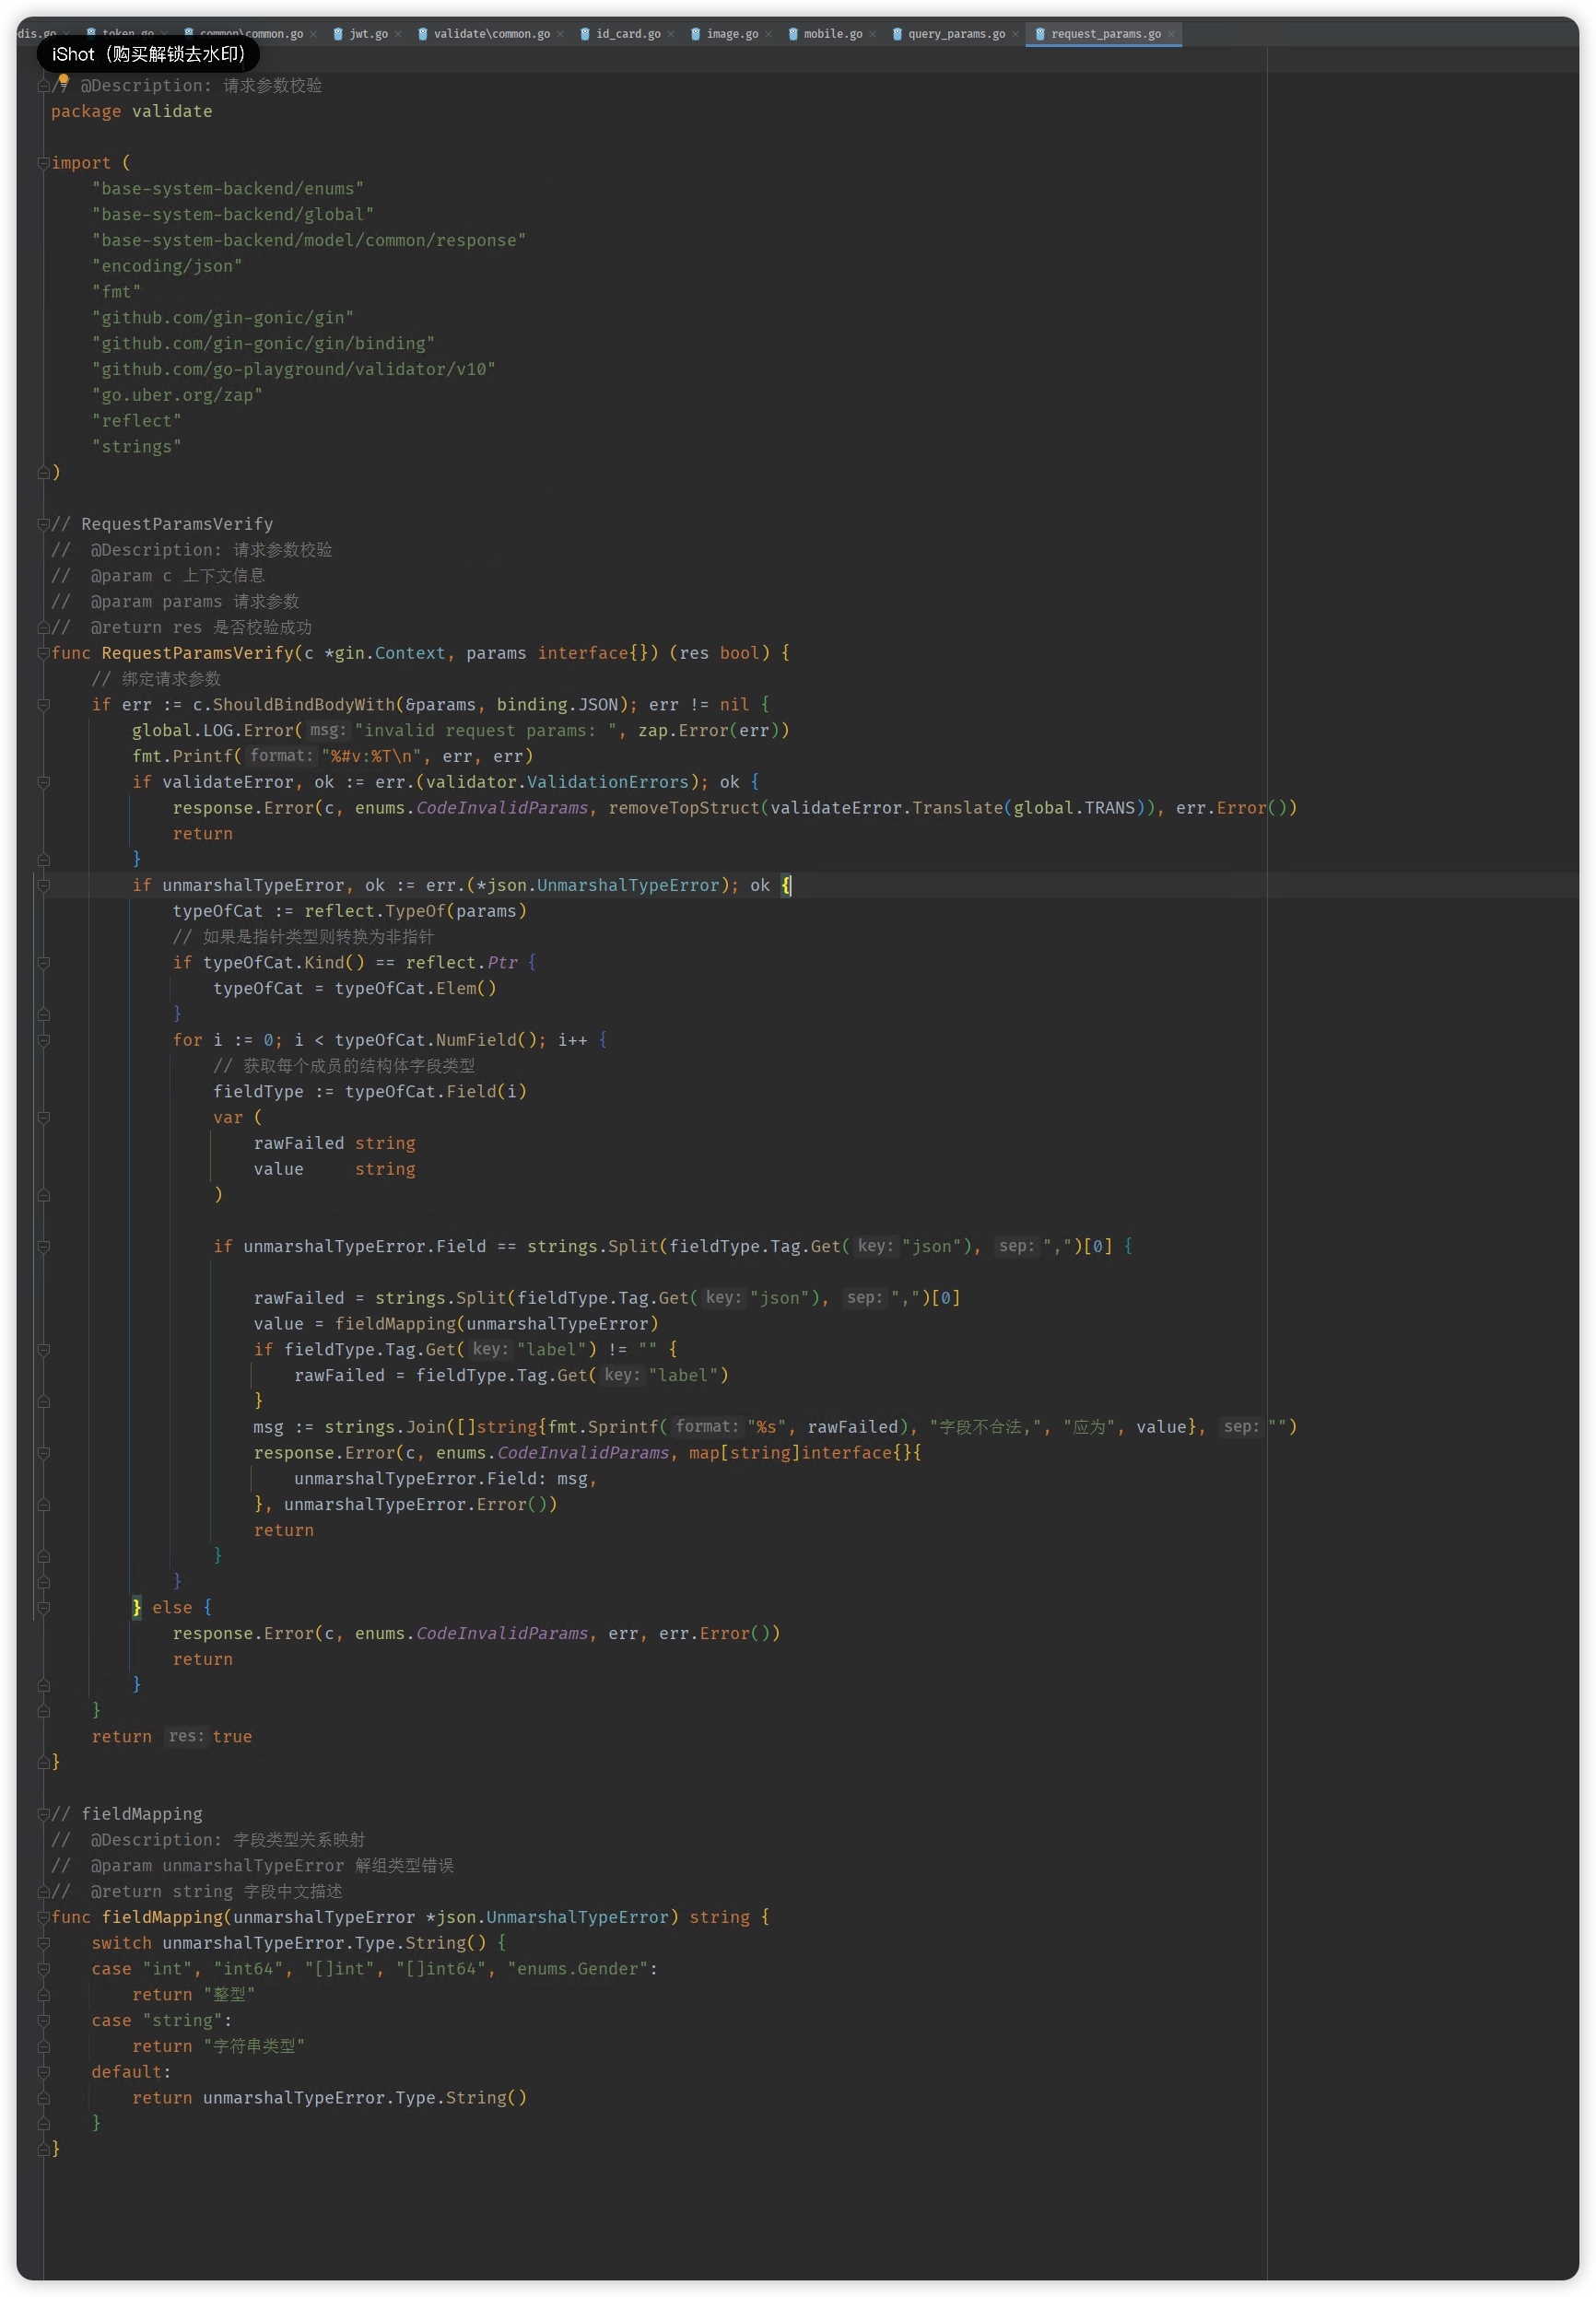 dis.go token.go common\common.go jwt.go validate\common.go id_card.go image.go mobile.go query_params.go request_params.go
iShot（购买解锁去水印）
// @Description: 请求参数校验
package validate
import (
"base-system-backend/enums"
"base-system-backend/global"
"base-system-backend/model/common/response"
"encoding/json"
"fmt"
"github.com/gin-gonic/gin"
"github.com/gin-gonic/gin/binding"
"github.com/go-playground/validator/v10"
"go.uber.org/zap"
"reflect"
"strings"
)
// RequestParamsVerify
//  @Description: 请求参数校验
//  @param c 上下文信息
//  @param params 请求参数
//  @return res 是否校验成功
func RequestParamsVerify(c *gin.Context, params interface{}) (res bool) {
// 绑定请求参数
if err := c.ShouldBindBodyWith(&params, binding.JSON); err != nil {
global.LOG.Error( msg: "invalid request params: ", zap.Error(err))
fmt.Printf( format: "%#v:%T\n", err, err)
if validateError, ok := err.(validator.ValidationErrors); ok {
response.Error(c, enums.CodeInvalidParams, removeTopStruct(validateError.Translate(global.TRANS)), err.Error())
return
}
if unmarshalTypeError, ok := err.(*json.UnmarshalTypeError); ok {
typeOfCat := reflect.TypeOf(params)
// 如果是指针类型则转换为非指针
if typeOfCat.Kind() == reflect.Ptr {
typeOfCat = typeOfCat.Elem()
}
for i := 0; i < typeOfCat.NumField(); i++ {
// 获取每个成员的结构体字段类型
fieldType := typeOfCat.Field(i)
var (
rawFailed string
value     string
)
if unmarshalTypeError.Field == strings.Split(fieldType.Tag.Get( key: "json"), sep: ",")[0] {
rawFailed = strings.Split(fieldType.Tag.Get( key: "json"), sep: ",")[0]
value = fieldMapping(unmarshalTypeError)
if fieldType.Tag.Get( key: "label") != "" {
rawFailed = fieldType.Tag.Get( key: "label")
}
msg := strings.Join([]string{fmt.Sprintf( format: "%s", rawFailed), "字段不合法,", "应为", value}, sep: "")
response.Error(c, enums.CodeInvalidParams, map[string]interface{}{
unmarshalTypeError.Field: msg,
}, unmarshalTypeError.Error())
return
}
}
} else {
response.Error(c, enums.CodeInvalidParams, err, err.Error())
return
}
}
return res: true
}
// fieldMapping
//  @Description: 字段类型关系映射
//  @param unmarshalTypeError 解组类型错误
//  @return string 字段中文描述
func fieldMapping(unmarshalTypeError *json.UnmarshalTypeError) string {
switch unmarshalTypeError.Type.String() {
case "int", "int64", "[]int", "[]int64", "enums.Gender":
return "整型"
case "string":
return "字符串类型"
default:
return unmarshalTypeError.Type.String()
}
}